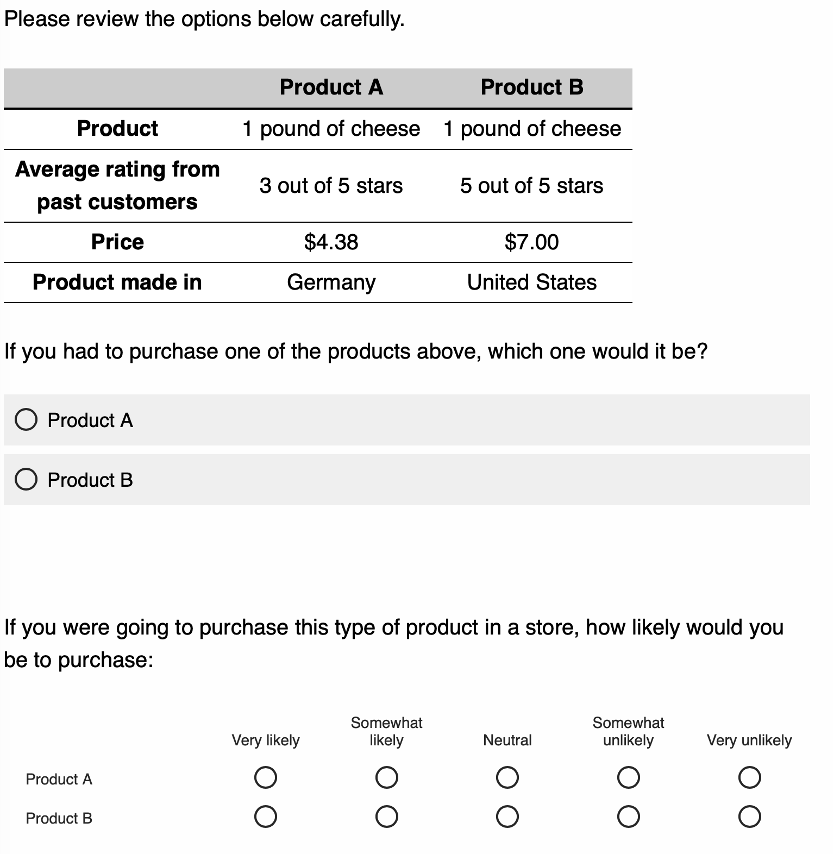 Please review the options below carefully.
Product A Product B
Product 1 pound of cheese 1 pound of cheese
Average rating from
past customers 3 out of 5 stars 5 out of 5 stars
Price $4.38 $7.00
Product made in Germany United States
If you had to purchase one of the products above, which one would it be?
Product A
Product B
If you were going to purchase this type of product in a store, how likely would you
be to purchase:
Very likely Somewhat likely Neutral Somewhat unlikely Very unlikely
Product A
Product B